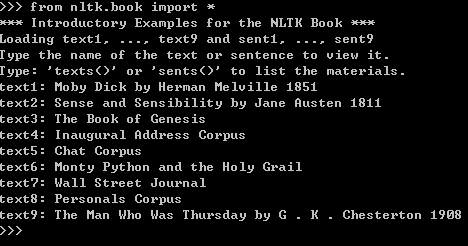 >>> from nltk.book import *
*** Introductory Examples for the NLTK Book ***
Loading text1, ..., text9 and sent1, ..., sent9
Type the name of the text or sentence to view it.
Type: 'texts()' or 'sents()' to list the materials.
text1: Moby Dick by Herman Melville 1851
text2: Sense and Sensibility by Jane Austen 1811
text3: The Book of Genesis
text4: Inaugural Address Corpus
text5: Chat Corpus
text6: Monty Python and the Holy Grail
text7: Wall Street Journal
text8: Personals Corpus
text9: The Man Who Was Thursday by G . K . Chesterton 1908
>>>